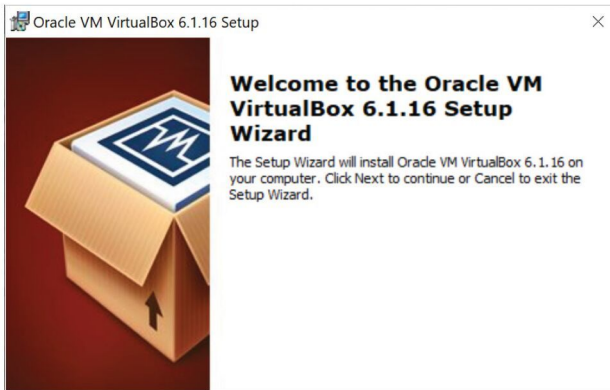 Oracle VM VirtualBox 6.1.16 Setup
Welcome to the Oracle VM
VirtualBox 6.1.16 Setup
Wizard
The Setup Wizard will install Oracle VM VirtualBox 6.1.16 on
your computer. Click Next to continue or Cancel to exit the
Setup Wizard.